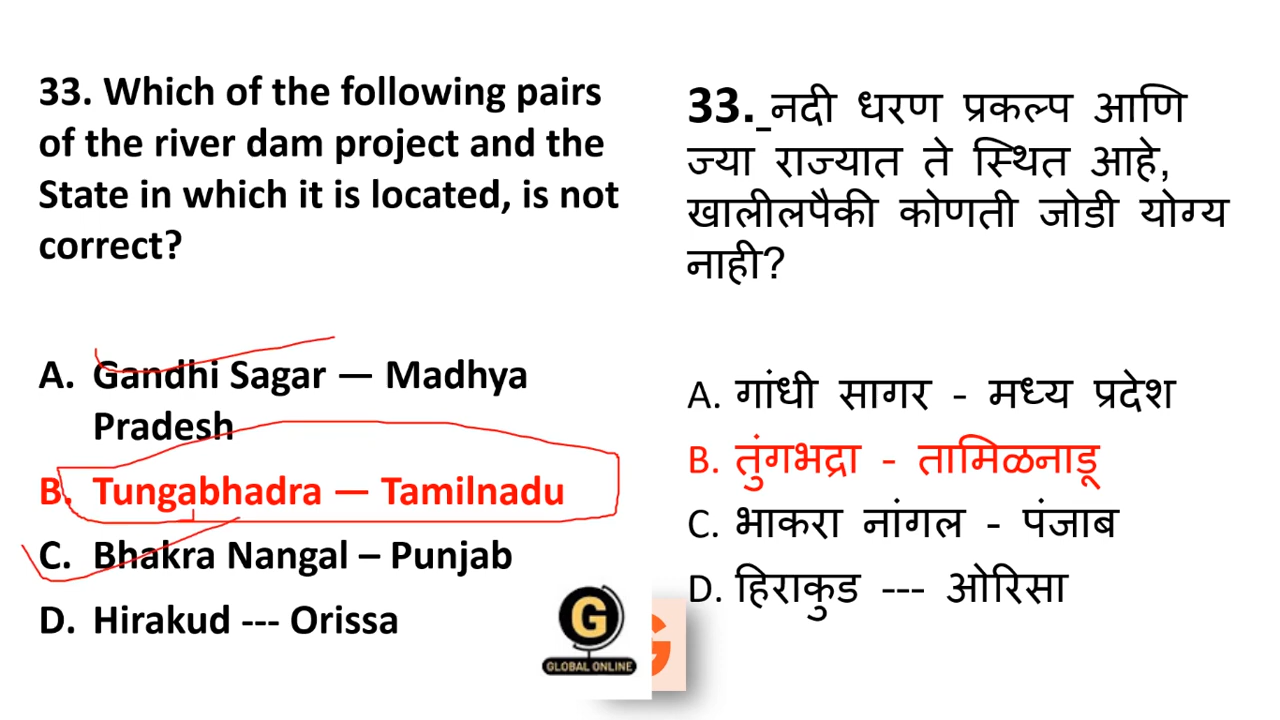 33. Which of the following pairs
of the river dam project and the
State in which it is located, is not
correct?
A. Gandhi Sagar — Madhya
Pradesh
B. Tungabhadra — Tamilnadu
C. Bhakra Nangal – Punjab
D. Hirakud --- Orissa
33. नदी धरण प्रकल्प आणि
ज्या राज्यात ते स्थित आहे,
खालीलपैकी कोणती जोडी योग्य
नाही?
A. गांधी सागर - मध्य प्रदेश
B. तुंगभद्रा - तामिळनाडू
C. भाकरा नांगल - पंजाब
D. हिराकुड --- ओरिसा
G
GLOBAL ONLINE
G